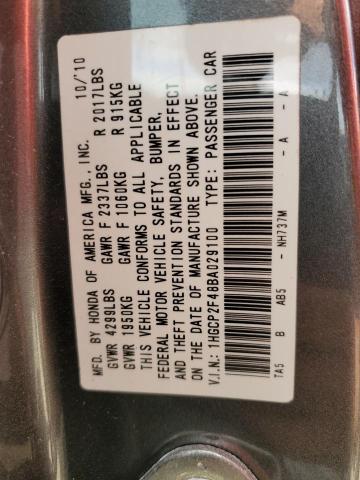 MFD. BY HONDA OF AMERICA MFG., INC. 10/10
GVWR 4299LBS GAWR F 2337LBS R 2017LBS
GVWR 1950KG GAWR F 1060KG R 915KG
THIS VEHICLE CONFORMS TO ALL APPLICABLE
FEDERAL MOTOR VEHICLE SAFETY, BUMPER,
AND THEFT PREVENTION STANDARDS IN EFFECT
ON THE DATE OF MANUFACTURE SHOWN ABOVE.
V.I.N.: 1HGCP2F46BA029100 TYPE: PASSENGER CAR
TA5 B AB5 - NH737M - A - A -